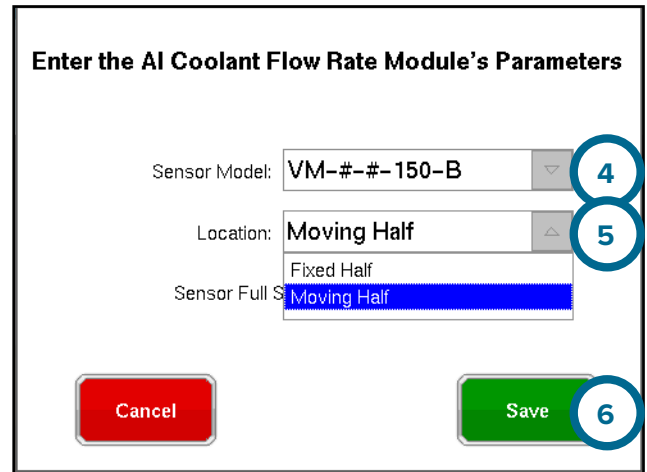 Enter the AI Coolant Flow Rate Module's Parameters
Sensor Model: VM-#-#-150-B 4
Location: Moving Half 5
Fixed Half
Sensor Full S Moving Half
Cancel Save 6